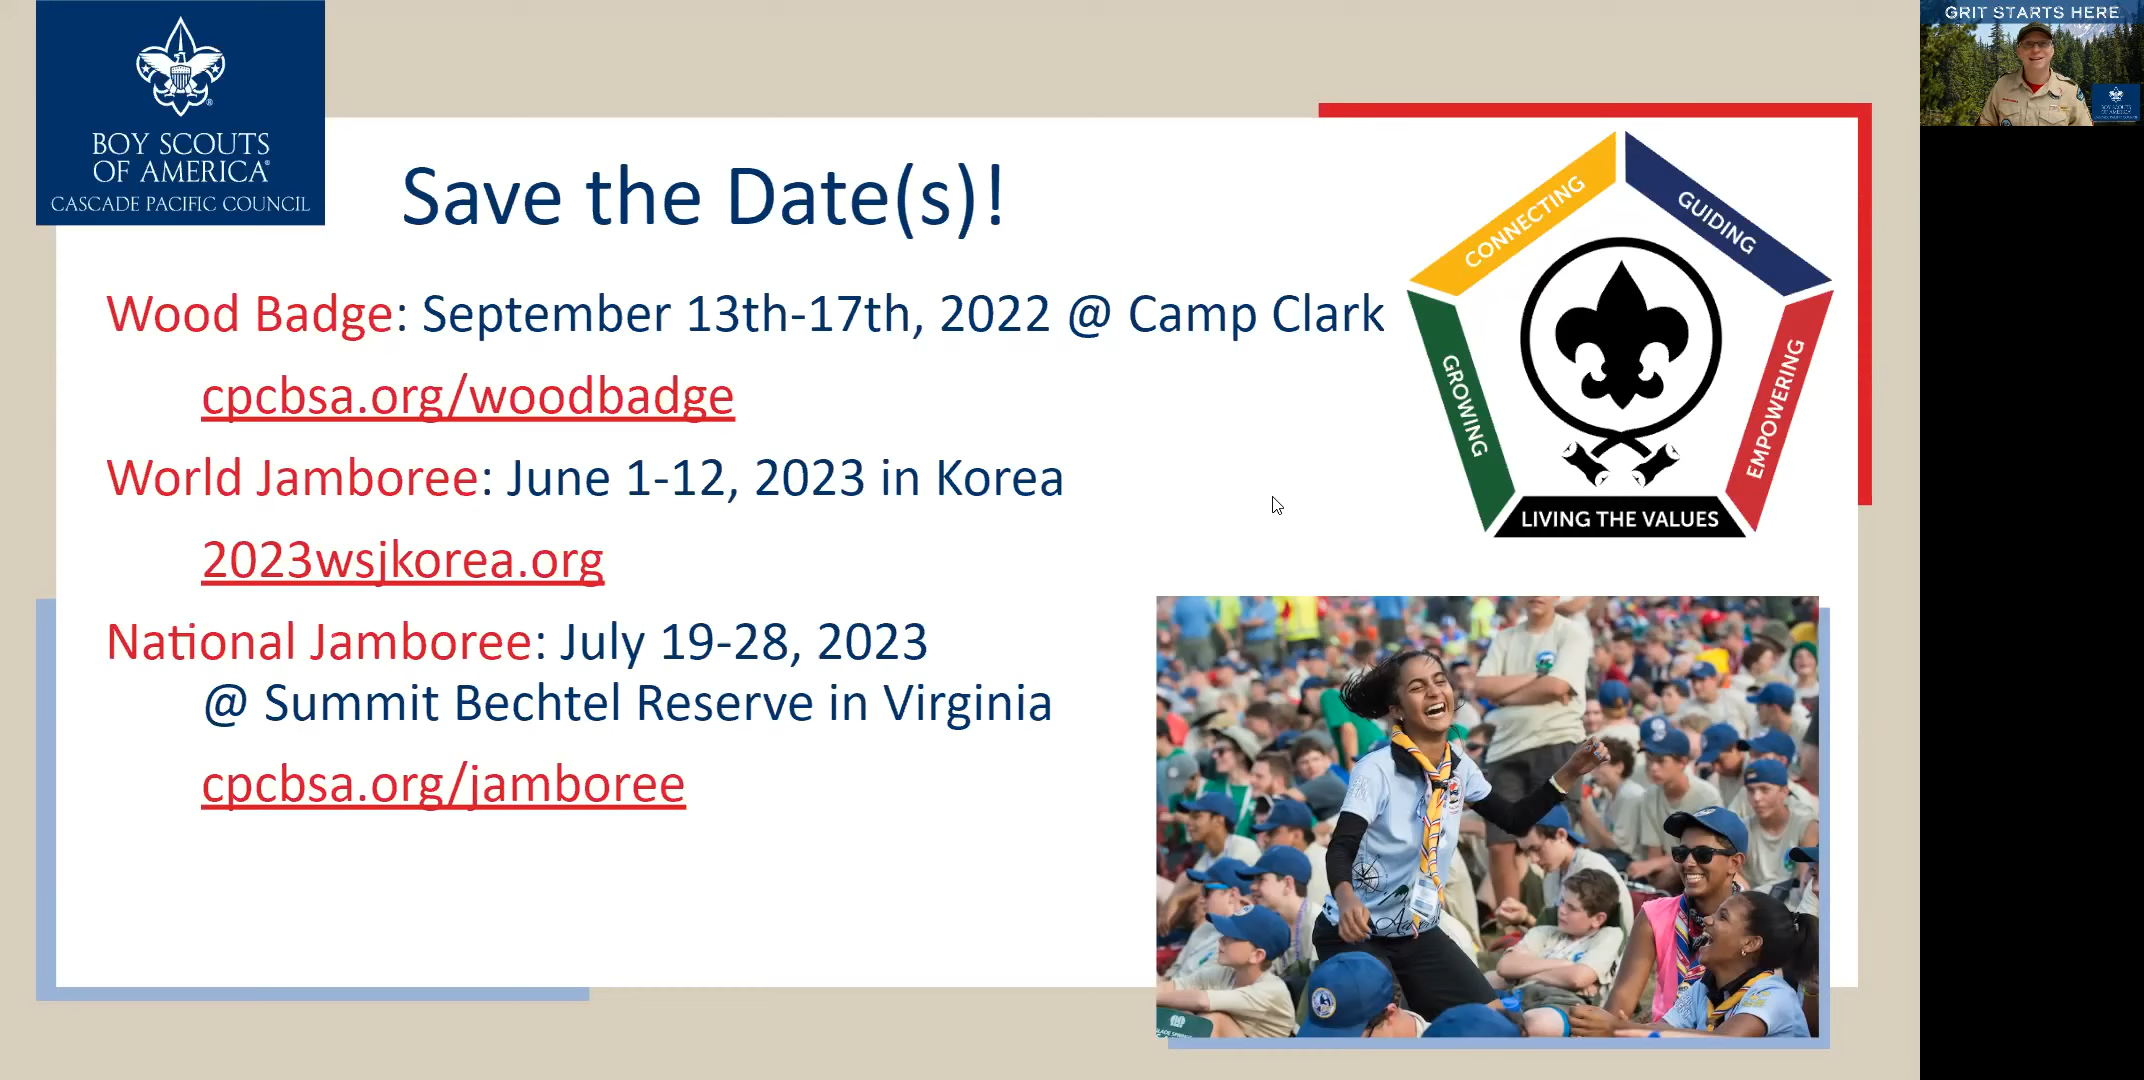 BOY SCOUTS
OF AMERICA®
CASCADE PACIFIC COUNCIL
Save the Date(s)!
Wood Badge: September 13th-17th, 2022 @ Camp Clark
cpcbsa.org/woodbadge
World Jamboree: June 1-12, 2023 in Korea
2023wsjkorea.org
National Jamboree: July 19-28, 2023
@ Summit Bechtel Reserve in Virginia
cpcbsa.org/jamboree
CONNECTING
GUIDING
GROWING
EMPOWERING
LIVING THE VALUES
GRIT STARTS HERE